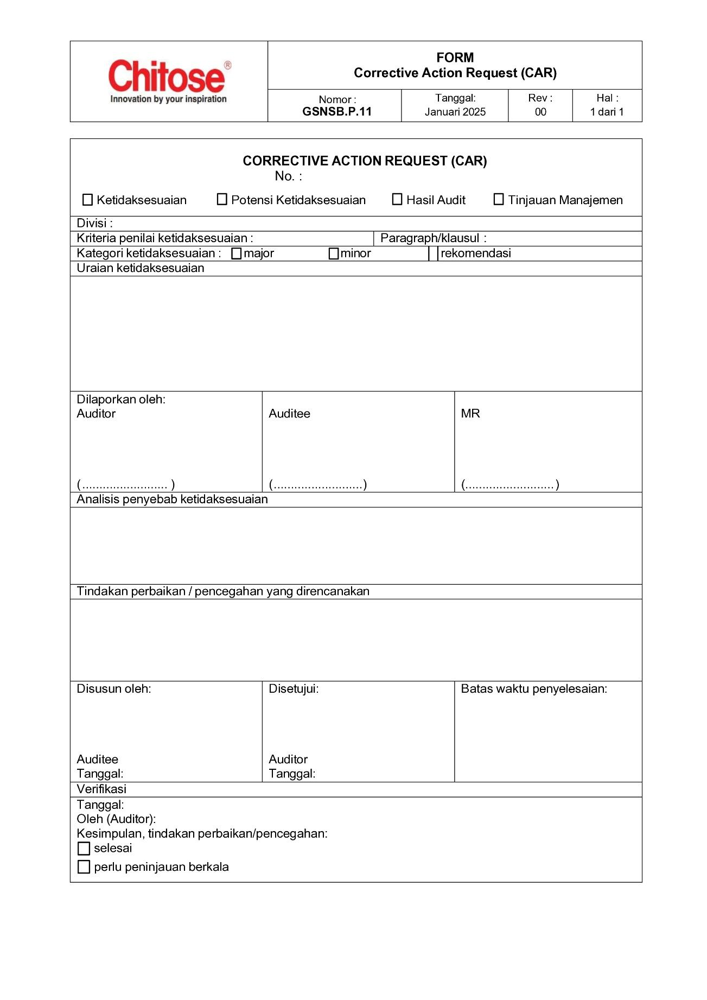 Chitose®
Innovation by your inspiration
FORM
Corrective Action Request (CAR)
Nomor :
GSNSB.P.11
Tanggal:
Januari 2025
Rev :
00
Hal :
1 dari 1
CORRECTIVE ACTION REQUEST (CAR)
No. :
Ketidaksesuaian Potensi Ketidaksesuaian Hasil Audit Tinjauan Manajemen
Divisi :
Kriteria penilai ketidaksesuaian : Paragraph/klausul :
Kategori ketidaksesuaian : major minor rekomendasi
Uraian ketidaksesuaian
Dilaporkan oleh:
Auditor Auditee MR
(......................... ) (..........................) (..........................)
Analisis penyebab ketidaksesuaian
Tindakan perbaikan / pencegahan yang direncanakan
Disusun oleh: Disetujui: Batas waktu penyelesaian:
Auditee Auditor
Tanggal: Tanggal:
Verifikasi
Tanggal:
Oleh (Auditor):
Kesimpulan, tindakan perbaikan/pencegahan:
selesai
perlu peninjauan berkala